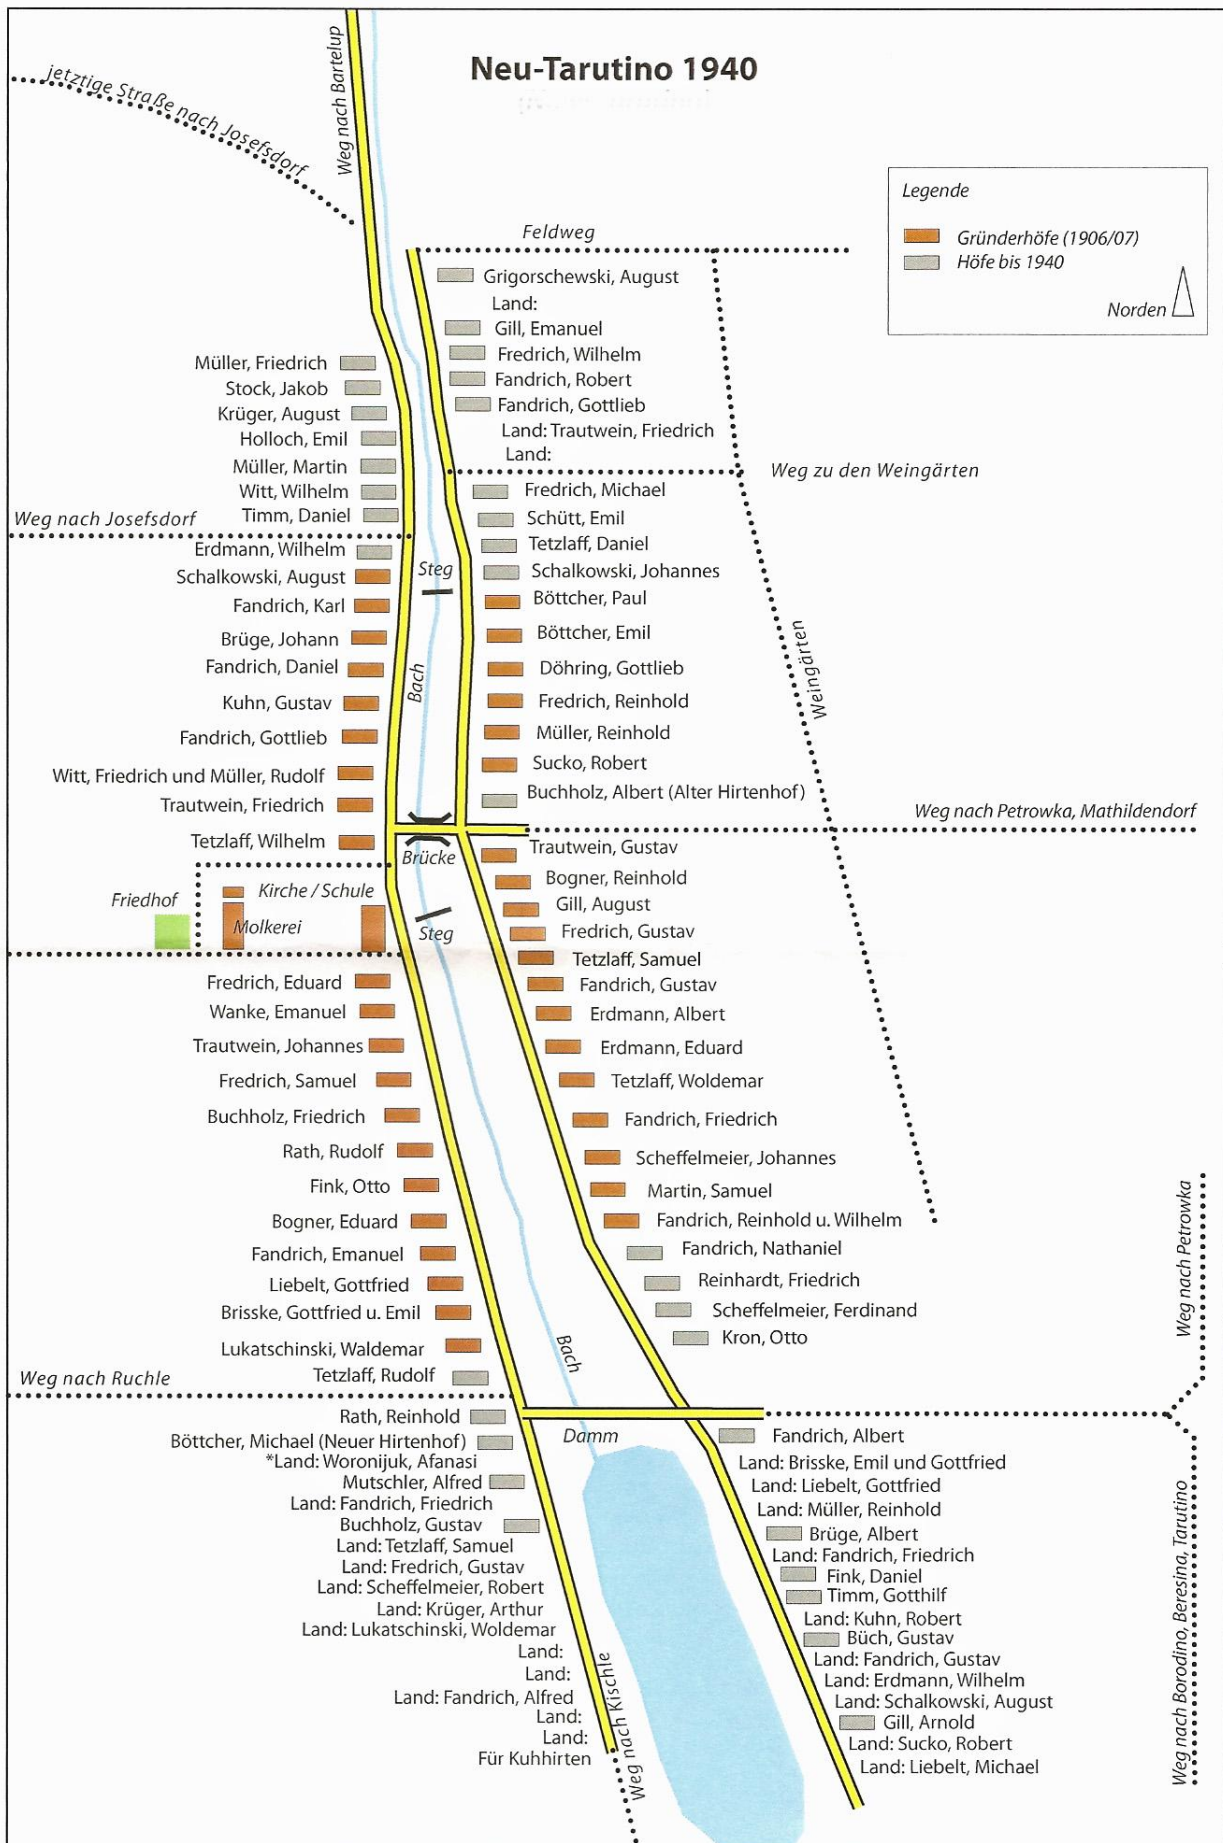 Neu-Tarutino 1940
Weg nach Bartelup
jetztige Straße nach Josefsdorf
Legende
Gründerhöfe (1906/07)
Höfe bis 1940
Norden
Feldweg
Grigorschewski, August
Land:
Gill, Emanuel
Fredrich, Wilhelm
Fandrich, Robert
Fandrich, Gottlieb
Land: Trautwein, Friedrich
Land:
Weg zu den Weingärten
Müller, Friedrich
Stock, Jakob
Krüger, August
Holloch, Emil
Müller, Martin
Witt, Wilhelm
Timm, Daniel
Weg nach Josefsdorf
Erdmann, Wilhelm
Schalkowski, August
Fandrich, Karl
Brüge, Johann
Fandrich, Daniel
Kuhn, Gustav
Fandrich, Gottlieb
Witt, Friedrich und Müller, Rudolf
Trautwein, Friedrich
Tetzlaff, Wilhelm
Steg
Bach
Fredrich, Michael
Schütt, Emil
Tetzlaff, Daniel
Schalkowski, Johannes
Böttcher, Paul
Böttcher, Emil
Döhring, Gottlieb
Fredrich, Reinhold
Müller, Reinhold
Sucko, Robert
Buchholz, Albert (Alter Hirtenhof)
Weingärten
Weg nach Petrowka, Mathildendorf
Brücke
Kirche / Schule
Friedhof
Molkerei
Steg
Trautwein, Gustav
Bogner, Reinhold
Gill, August
Fredrich, Gustav
Tetzlaff, Samuel
Fandrich, Gustav
Erdmann, Albert
Erdmann, Eduard
Tetzlaff, Woldemar
Fandrich, Friedrich
Scheffelmeier, Johannes
Martin, Samuel
Fandrich, Reinhold u. Wilhelm
Fandrich, Nathaniel
Reinhardt, Friedrich
Scheffelmeier, Ferdinand
Kron, Otto
Fredrich, Eduard
Wanke, Emanuel
Trautwein, Johannes
Fredrich, Samuel
Buchholz, Friedrich
Rath, Rudolf
Fink, Otto
Bogner, Eduard
Fandrich, Emanuel
Liebelt, Gottfried
Brisske, Gottfried u. Emil
Lukatschinski, Waldemar
Tetzlaff, Rudolf
Weg nach Ruchle
Bach
Weg nach Petrowka
Damm
Rath, Reinhold
Böttcher, Michael (Neuer Hirtenhof)
*Land: Woronijuk, Afanasi
Mutschler, Alfred
Land: Fandrich, Friedrich
Buchholz, Gustav
Land: Tetzlaff, Samuel
Land: Fredrich, Gustav
Land: Scheffelmeier, Robert
Land: Krüger, Arthur
Land: Lukatschinski, Woldemar
Land:
Land:
Land: Fandrich, Alfred
Land:
Land:
Für Kuhhirten
Weg nach Kischle
Fandrich, Albert
Land: Brisske, Emil und Gottfried
Land: Liebelt, Gottfried
Land: Müller, Reinhold
Brüge, Albert
Land: Fandrich, Friedrich
Fink, Daniel
Timm, Gotthilf
Land: Kuhn, Robert
Büch, Gustav
Land: Fandrich, Gustav
Land: Erdmann, Wilhelm
Land: Schalkowski, August
Gill, Arnold
Land: Sucko, Robert
Land: Liebelt, Michael
Weg nach Borodino, Beresina, Tarutino